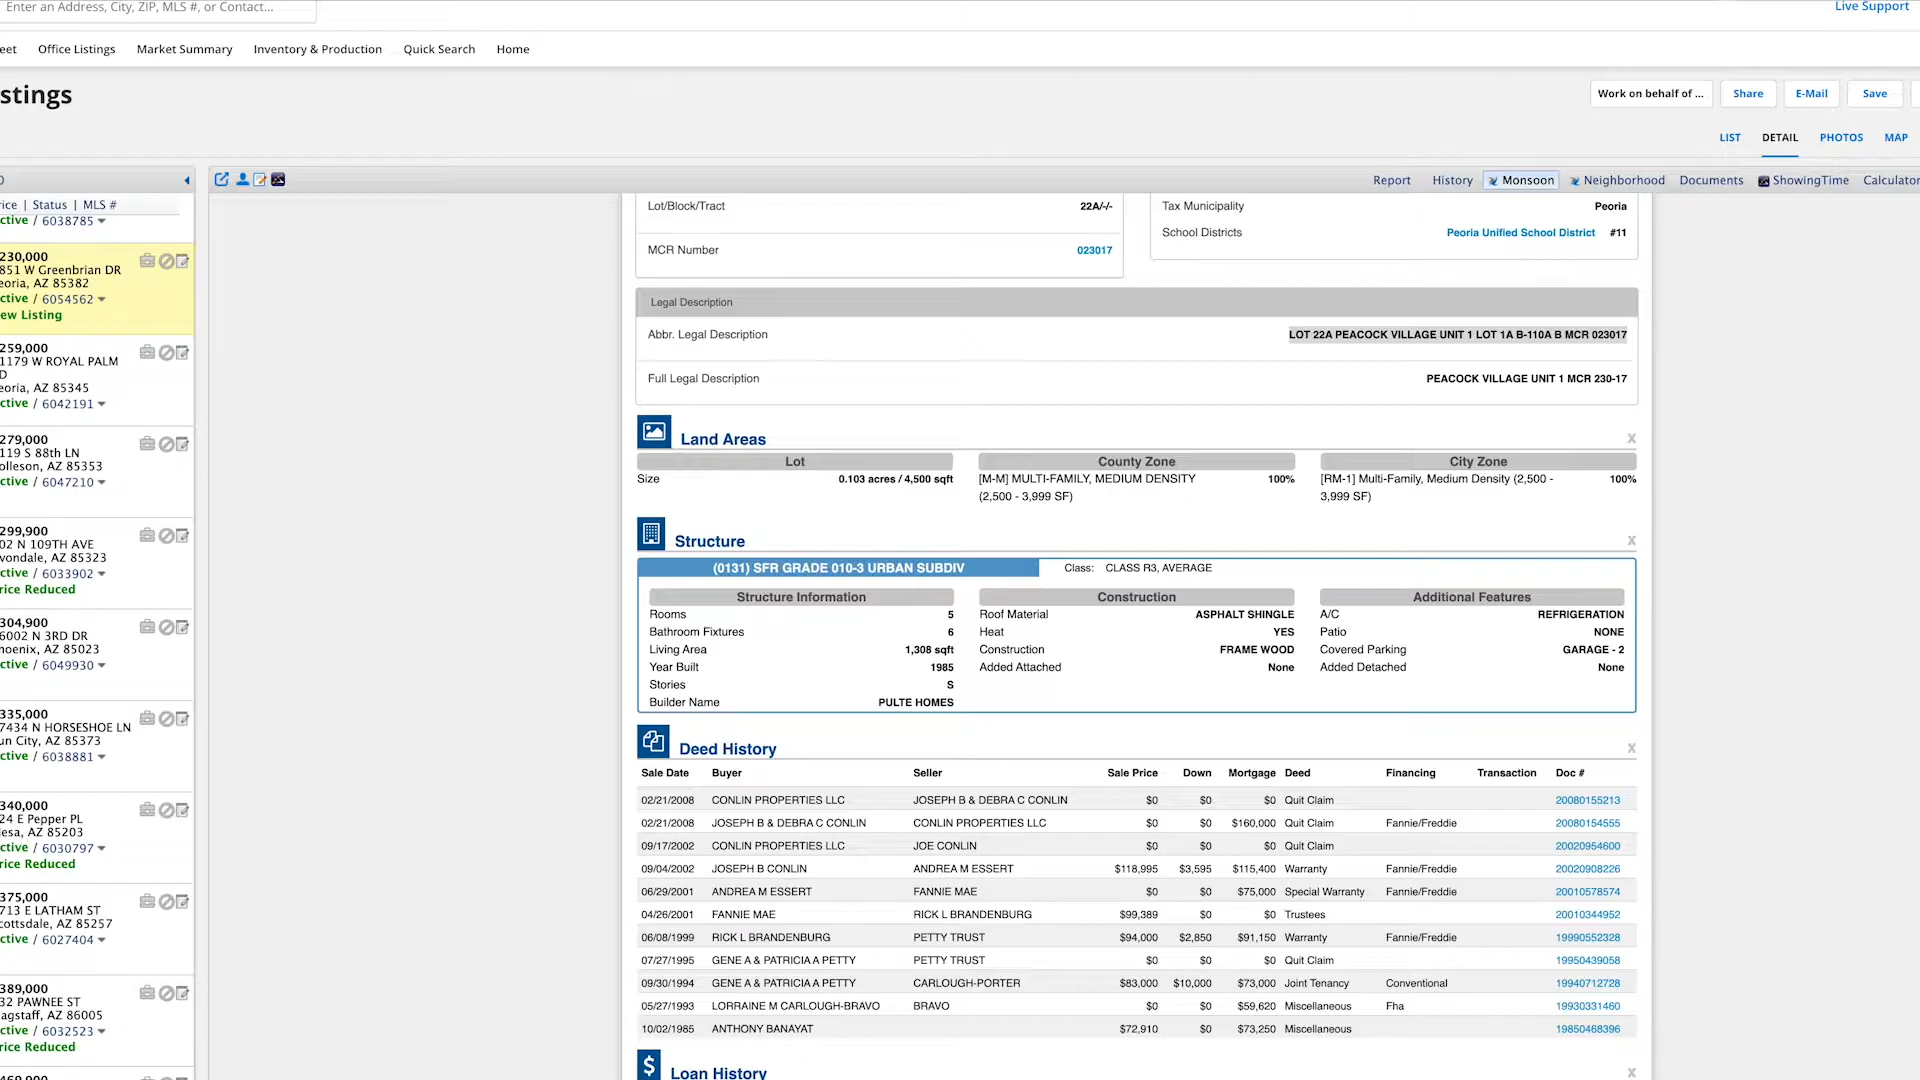 Enter an Address, City, ZIP, MLS #, or Contact...
Live Support
eet Office Listings Market Summary Inventory & Production Quick Search Home
stings
Work on behalf of ... Share E-Mail Save
LIST DETAIL PHOTOS MAP
Report History Monsoon Neighborhood Documents ShowingTime Calculator
rice | Status | MLS #
ctive / 6038785
230,000
851 W Greenbrian DR
eoria, AZ 85382
ctive / 6054562
ew Listing
259,000
1179 W ROYAL PALM
D
eoria, AZ 85345
ctive / 6042191
279,000
119 S 88th LN
olleson, AZ 85353
ctive / 6047210
299,900
02 N 109TH AVE
vondale, AZ 85323
ctive / 6033902
rice Reduced
304,900
6002 N 3RD DR
hoenix, AZ 85023
ctive / 6049930
335,000
7434 N HORSESHOE LN
un City, AZ 85373
ctive / 6038881
340,000
24 E Pepper PL
esa, AZ 85203
ctive / 6030797
rice Reduced
375,000
713 E LATHAM ST
cottsdale, AZ 85257
ctive / 6027404
389,000
32 PAWNEE ST
agstaff, AZ 86005
ctive / 6032523
rice Reduced
Lot/Block/Tract 22A/-/-
MCR Number 023017
Tax Municipality Peoria
School Districts Peoria Unified School District #11
Legal Description
Abbr. Legal Description LOT 22A PEACOCK VILLAGE UNIT 1 LOT 1A B-110A B MCR 023017
Full Legal Description PEACOCK VILLAGE UNIT 1 MCR 230-17
Land Areas X
Lot County Zone City Zone
Size 0.103 acres / 4,500 sqft [M-M] MULTI-FAMILY, MEDIUM DENSITY 100% [RM-1] Multi-Family, Medium Density (2,500 - 100%
(2,500 - 3,999 SF) 3,999 SF)
Structure X
(0131) SFR GRADE 010-3 URBAN SUBDIV Class: CLASS R3, AVERAGE
Structure Information Construction Additional Features
Rooms 5 Roof Material ASPHALT SHINGLE A/C REFRIGERATION
Bathroom Fixtures 6 Heat YES Patio NONE
Living Area 1,308 sqft Construction FRAME WOOD Covered Parking GARAGE - 2
Year Built 1985 Added Attached None Added Detached None
Stories S
Builder Name PULTE HOMES
Deed History X
Sale Date Buyer Seller Sale Price Down Mortgage Deed Financing Transaction Doc #
02/21/2008 CONLIN PROPERTIES LLC JOSEPH B & DEBRA C CONLIN $0 $0 $0 Quit Claim 20080155213
02/21/2008 JOSEPH B & DEBRA C CONLIN CONLIN PROPERTIES LLC $0 $0 $160,000 Quit Claim Fannie/Freddie 20080154555
09/17/2002 CONLIN PROPERTIES LLC JOE CONLIN $0 $0 $0 Quit Claim 20020954600
09/04/2002 JOSEPH B CONLIN ANDREA M ESSERT $118,995 $3,595 $115,400 Warranty Fannie/Freddie 20020908226
06/29/2001 ANDREA M ESSERT FANNIE MAE $0 $0 $75,000 Special Warranty Fannie/Freddie 20010578574
04/26/2001 FANNIE MAE RICK L BRANDENBURG $99,389 $0 $0 Trustees 20010344952
06/08/1999 RICK L BRANDENBURG PETTY TRUST $94,000 $2,850 $91,150 Warranty Fannie/Freddie 19990552328
07/27/1995 GENE A & PATRICIA A PETTY PETTY TRUST $0 $0 $0 Quit Claim 19950439058
09/30/1994 GENE A & PATRICIA A PETTY CARLOUGH-PORTER $83,000 $10,000 $73,000 Joint Tenancy Conventional 19940712728
05/27/1993 LORRAINE M CARLOUGH-BRAVO BRAVO $0 $0 $59,620 Miscellaneous Fha 19930331460
10/02/1985 ANTHONY BANAYAT $72,910 $0 $73,250 Miscellaneous 19850468396
Loan History X